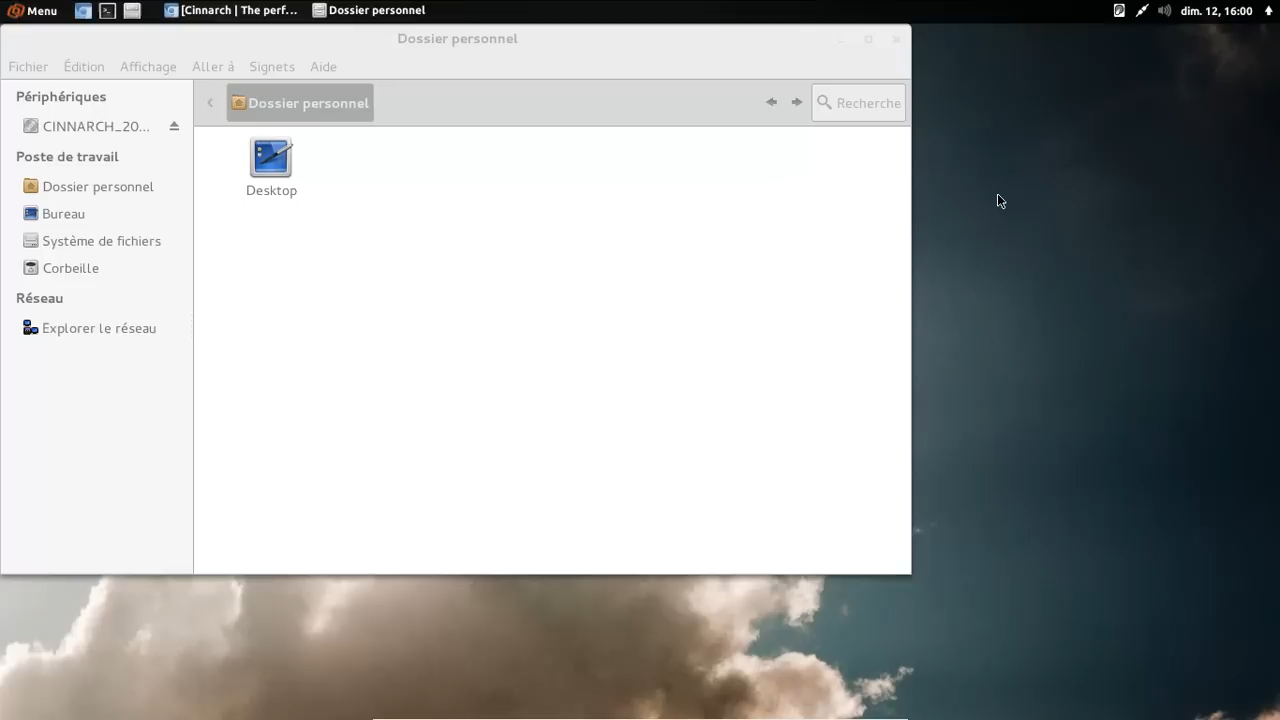 Menu [Cinnarch | The perf... Dossier personnel dim. 12, 16:00
Dossier personnel
Fichier Édition Affichage Aller à Signets Aide
Périphériques
Dossier personnel Recherche
CINNARCH_20...
Poste de travail
Dossier personnel
Bureau
Système de fichiers
Corbeille
Réseau
Explorer le réseau
Desktop